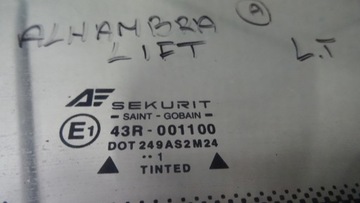 ALHAMBRA
LIFT L.T
SEKURIT
SAINT - GOBAIN
E1 43R - 001100
DOT 249AS2M24
·· 1
TINTED